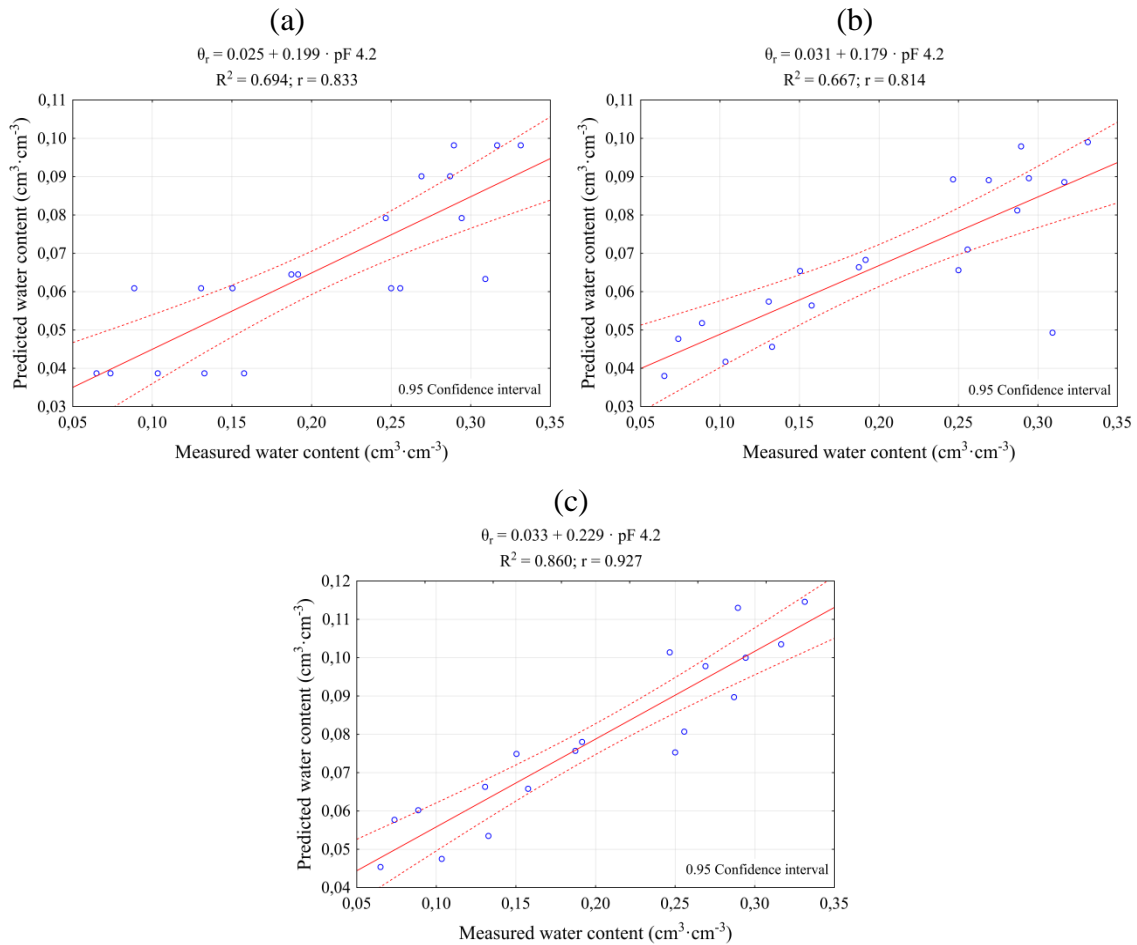 (a)
θr = 0.025 + 0.199 · pF 4.2
R² = 0.694; r = 0.833
0,11
0,10
0,09
0,08
0,07
0,06
0,05
0,04
0,03
Predicted water content (cm³·cm⁻³)
0.95 Confidence interval
0,05 0,10 0,15 0,20 0,25 0,30 0,35
Measured water content (cm³·cm⁻³)
(b)
θr = 0.031 + 0.179 · pF 4.2
R² = 0.667; r = 0.814
0,11
0,10
0,09
0,08
0,07
0,06
0,05
0,04
0,03
Predicted water content (cm³·cm⁻³)
0.95 Confidence interval
0,05 0,10 0,15 0,20 0,25 0,30 0,35
Measured water content (cm³·cm⁻³)
(c)
θr = 0.033 + 0.229 · pF 4.2
R² = 0.860; r = 0.927
0,12
0,11
0,10
0,09
0,08
0,07
0,06
0,05
0,04
Predicted water content (cm³·cm⁻³)
0.95 Confidence interval
0,05 0,10 0,15 0,20 0,25 0,30 0,35
Measured water content (cm³·cm⁻³)